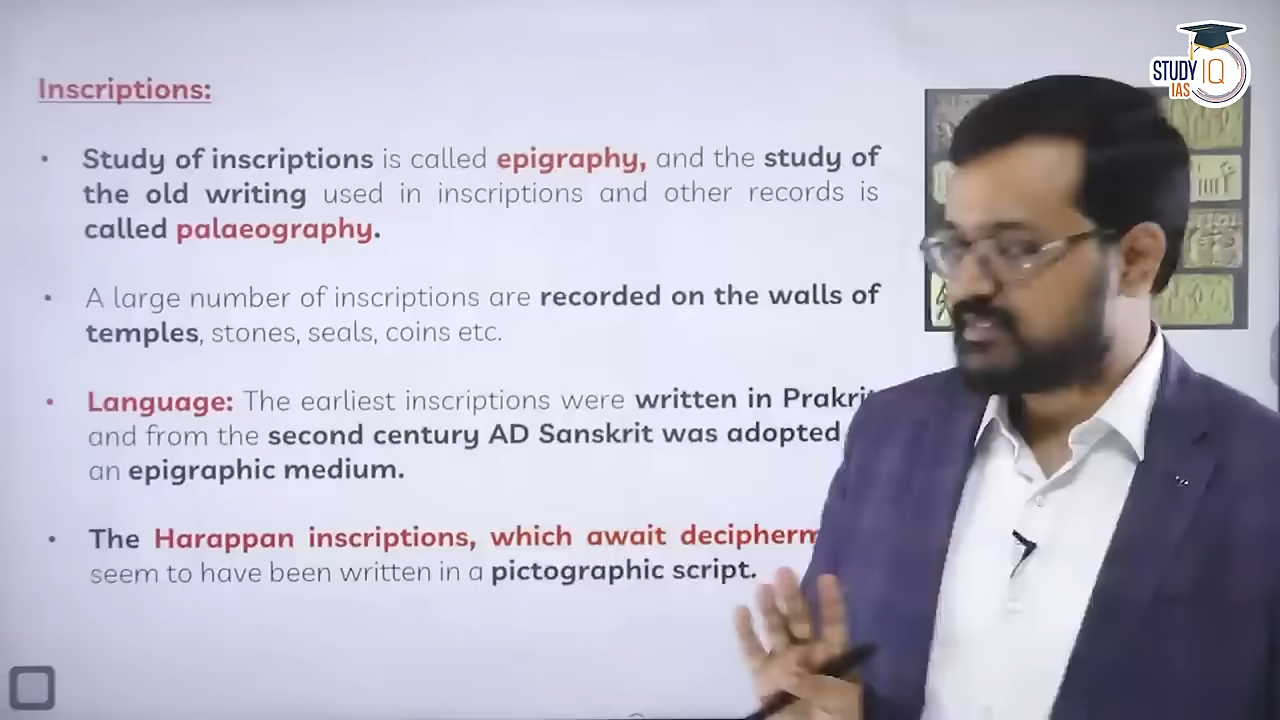 Inscriptions:
• Study of inscriptions is called epigraphy, and the study of
the old writing used in inscriptions and other records is
called palaeography.
• A large number of inscriptions are recorded on the walls of
temples, stones, seals, coins etc.
• Language: The earliest inscriptions were written in Prakrit
and from the second century AD Sanskrit was adopted
an epigraphic medium.
• The Harappan inscriptions, which await
seem to have been written in a pictographic script.
STUDY IQ
IAS